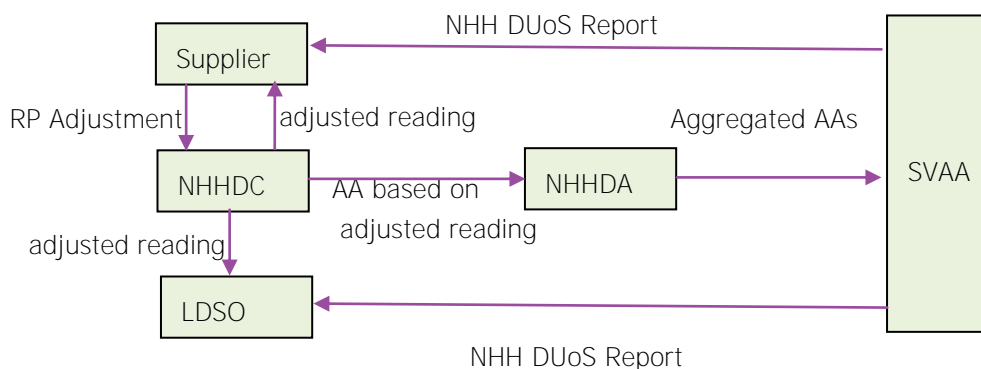 NHH DUoS Report
Supplier
RP Adjustment
adjusted reading
Aggregated AAs
NHHDC
AA based on
adjusted reading
NHHDA
SVAA
adjusted reading
LDSO
NHH DUoS Report